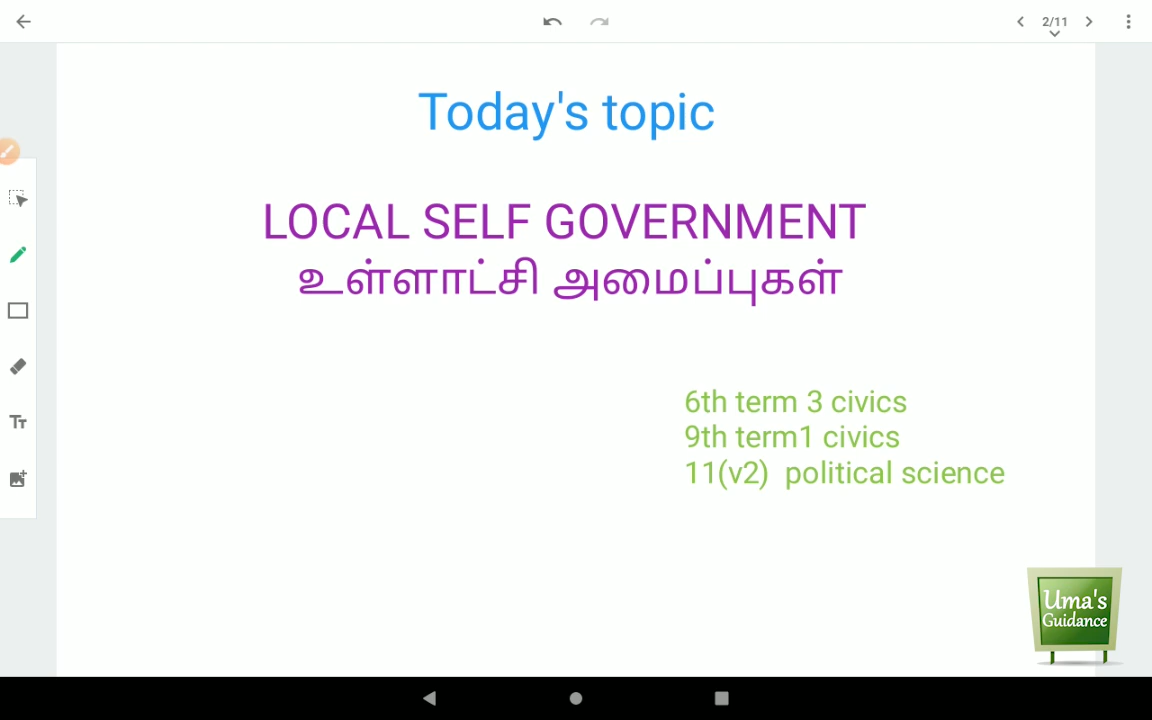 2/11
Today's topic
LOCAL SELF GOVERNMENT
உள்ளாட்சி அமைப்புகள்
6th term 3 civics
9th term1 civics
11(v2) political science
TT
Uma's
Guidance